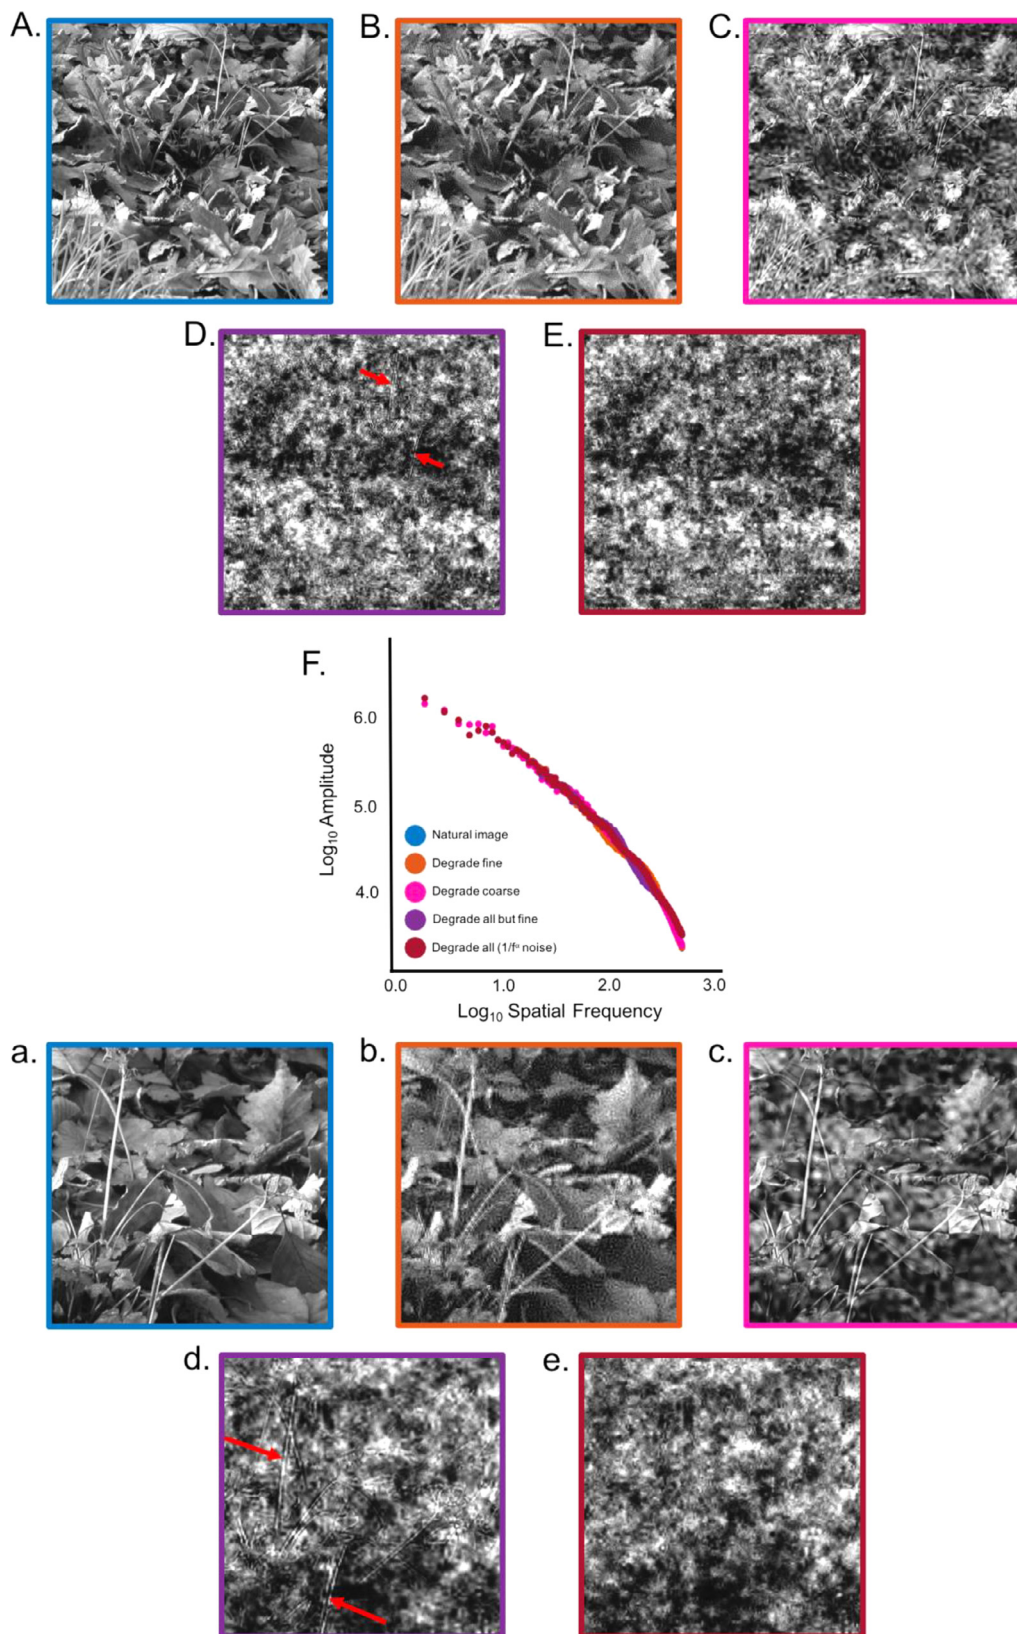 A.
B.
C.
D.
E.
F.
6.0
5.0
4.0
Log10 Amplitude
Natural image
Degrade fine
Degrade coarse
Degrade all but fine
Degrade all (1/fα noise)
0.0 1.0 2.0 3.0
Log10 Spatial Frequency
a.
b.
c.
d.
e.